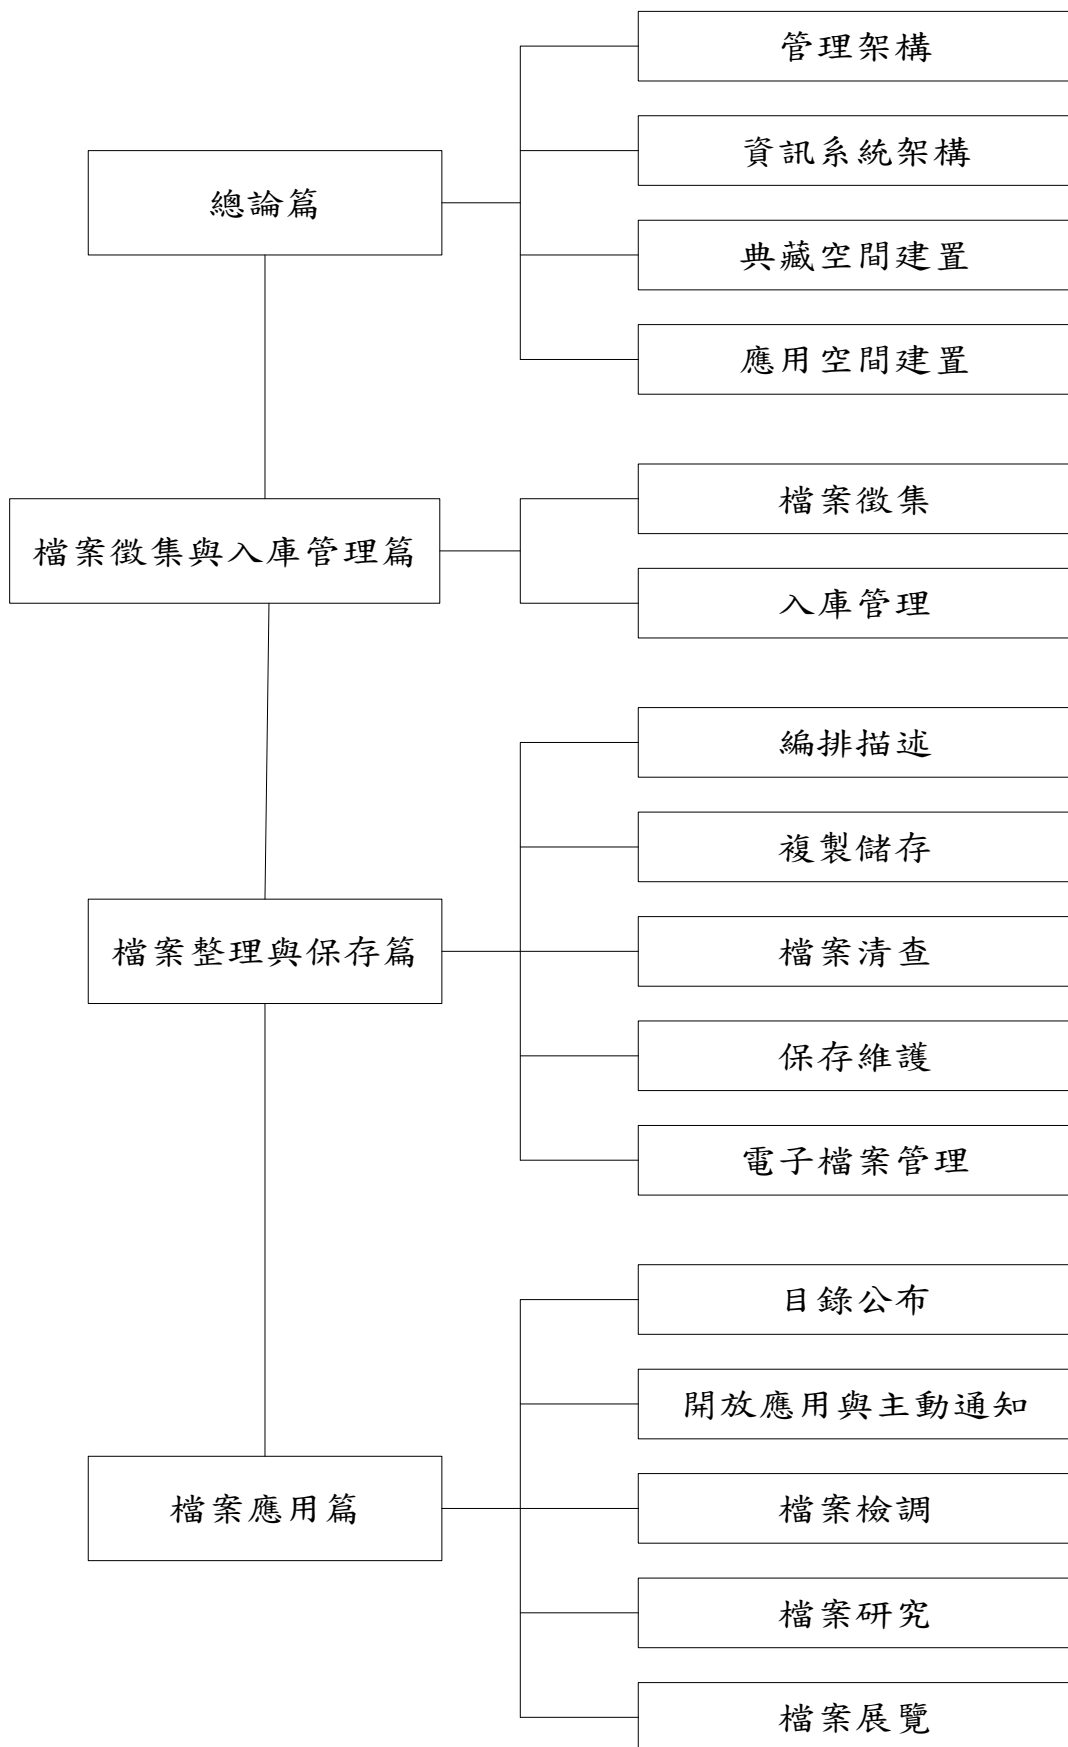 總論篇
管理架構
資訊系統架構
典藏空間建置
應用空間建置
檔案徵集與入庫管理篇
檔案徵集
入庫管理
檔案整理與保存篇
編排描述
複製儲存
檔案清查
保存維護
電子檔案管理
檔案應用篇
目錄公布
開放應用與主動通知
檔案檢調
檔案研究
檔案展覽